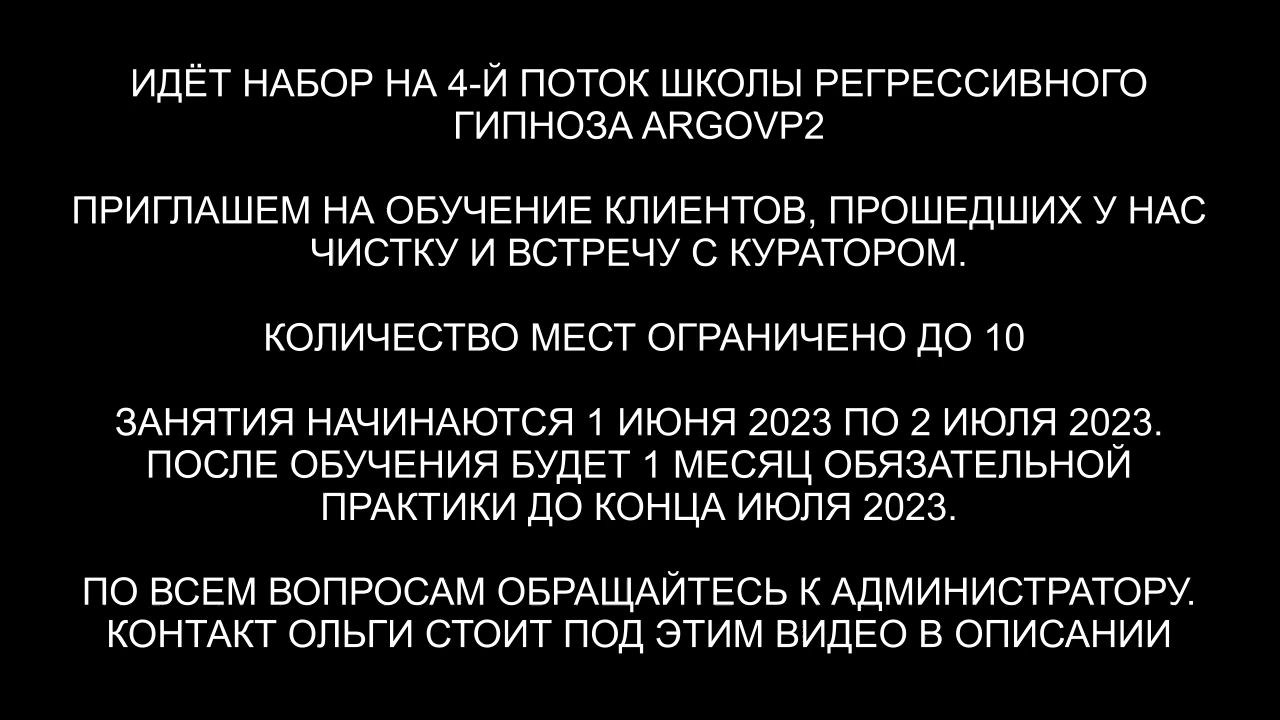 ИДЁТ НАБОР НА 4-Й ПОТОК ШКОЛЫ РЕГРЕССИВНОГО
ГИПНОЗА ARGOVP2
ПРИГЛАШЕМ НА ОБУЧЕНИЕ КЛИЕНТОВ, ПРОШЕДШИХ У НАС
ЧИСТКУ И ВСТРЕЧУ С КУРАТОРОМ.
КОЛИЧЕСТВО МЕСТ ОГРАНИЧЕНО ДО 10
ЗАНЯТИЯ НАЧИНАЮТСЯ 1 ИЮНЯ 2023 ПО 2 ИЮЛЯ 2023.
ПОСЛЕ ОБУЧЕНИЯ БУДЕТ 1 МЕСЯЦ ОБЯЗАТЕЛЬНОЙ
ПРАКТИКИ ДО КОНЦА ИЮЛЯ 2023.
ПО ВСЕМ ВОПРОСАМ ОБРАЩАЙТЕСЬ К АДМИНИСТРАТОРУ.
КОНТАКТ ОЛЬГИ СТОИТ ПОД ЭТИМ ВИДЕО В ОПИСАНИИ